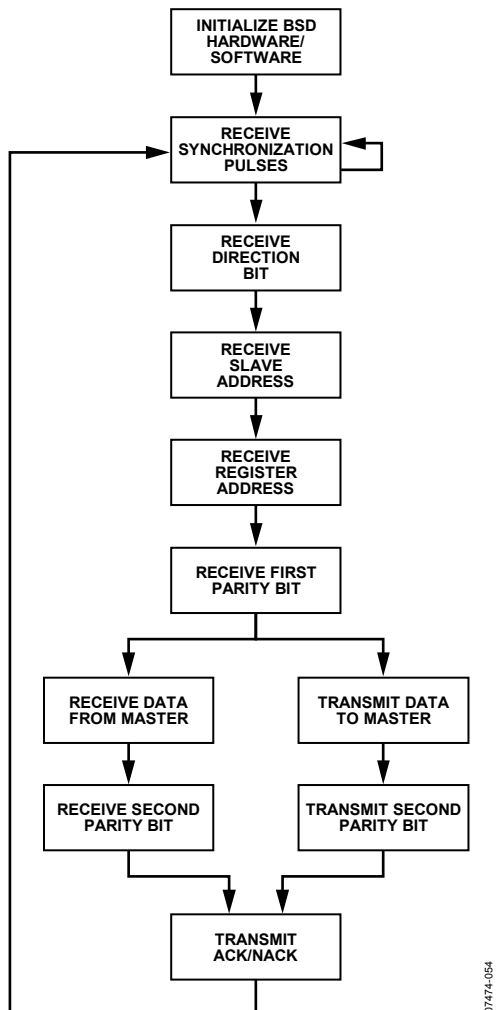 INITIALIZE BSD
HARDWARE/
SOFTWARE
RECEIVE
SYNCHRONIZATION
PULSES
RECEIVE
DIRECTION
BIT
RECEIVE
SLAVE
ADDRESS
RECEIVE
REGISTER
ADDRESS
RECEIVE FIRST
PARITY BIT
RECEIVE DATA
FROM MASTER
TRANSMIT DATA
TO MASTER
RECEIVE SECOND
PARITY BIT
TRANSMIT SECOND
PARITY BIT
TRANSMIT
ACK/NACK
07474-054